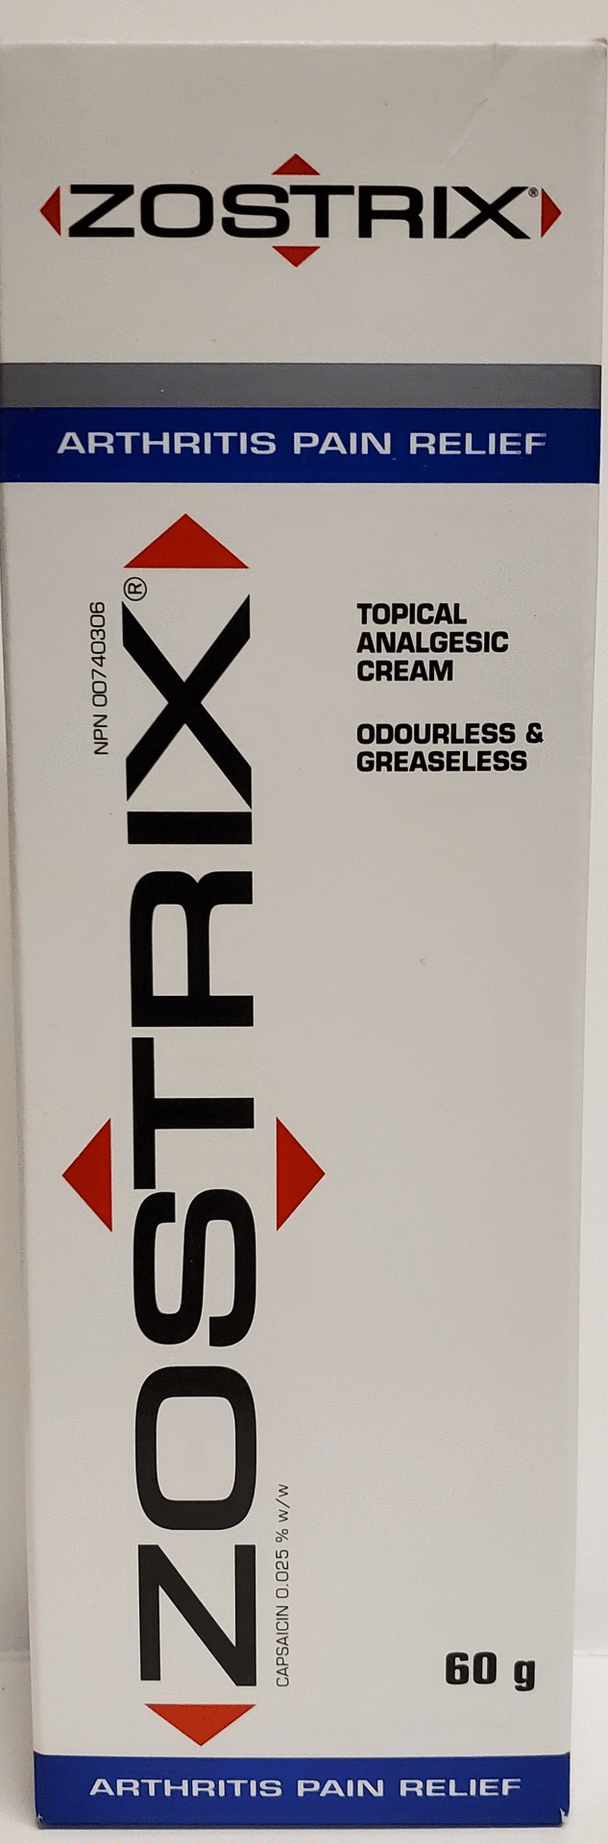 ZOSTRIX®
ARTHRITIS PAIN RELIEF
NPN 00740306
ZOSTRIX®
CAPSAICIN 0.025 % w/w
TOPICAL
ANALGESIC
CREAM
ODOURLESS &
GREASELESS
60 g
ARTHRITIS PAIN RELIEF